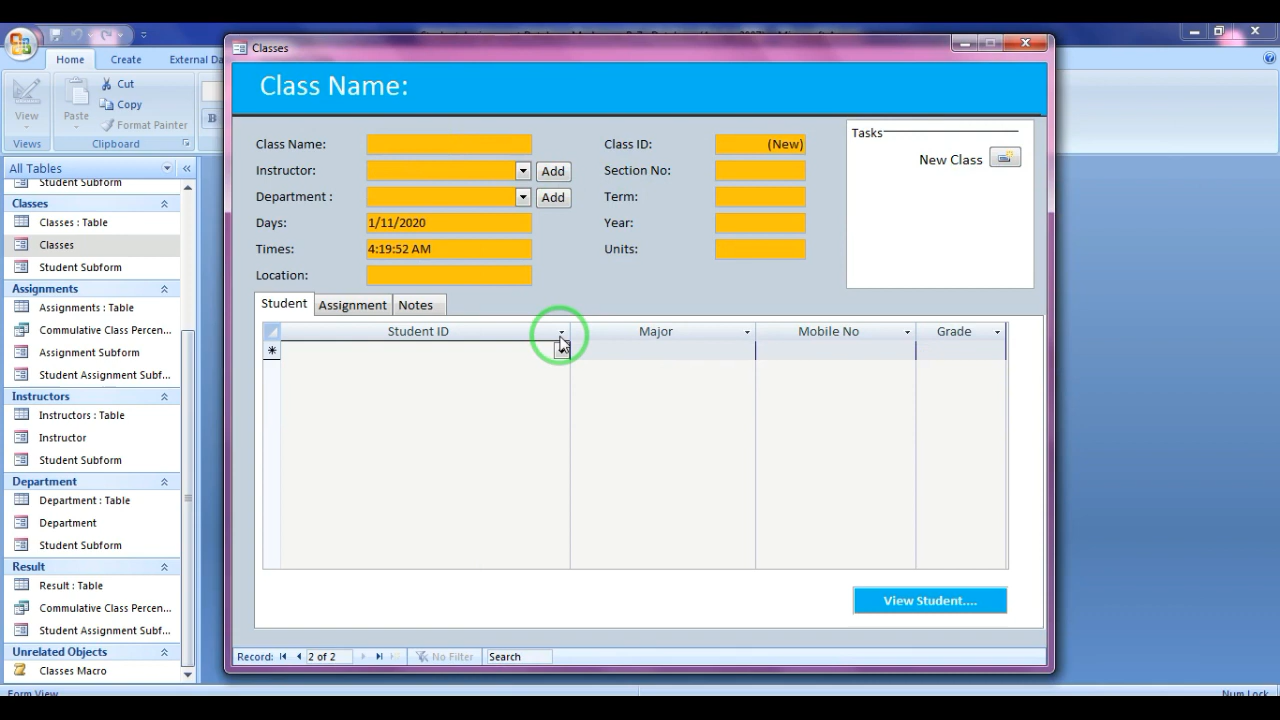 Classes
Home
Create
External Da
Cut
Copy
Format Painter
View
Paste
B
Views
Clipboard
All Tables
Student Subform
Classes
Classes : Table
Classes
Student Subform
Assignments
Assignments : Table
Commulative Class Percen...
Assignment Subform
Student Assignment Subf...
Instructors
Instructors : Table
Instructor
Student Subform
Department
Department : Table
Department
Student Subform
Result
Result : Table
Commulative Class Percen...
Student Assignment Subf...
Unrelated Objects
Classes Macro
Form View
Num Lock
Class Name:
Class Name:
Class ID: (New)
Instructor: Add
Section No:
Department : Add
Term:
Days: 1/11/2020
Year:
Times: 4:19:52 AM
Units:
Location:
Tasks
New Class
Student Assignment Notes
Student ID Major Mobile No Grade
View Student....
Record: 2 of 2 No Filter Search